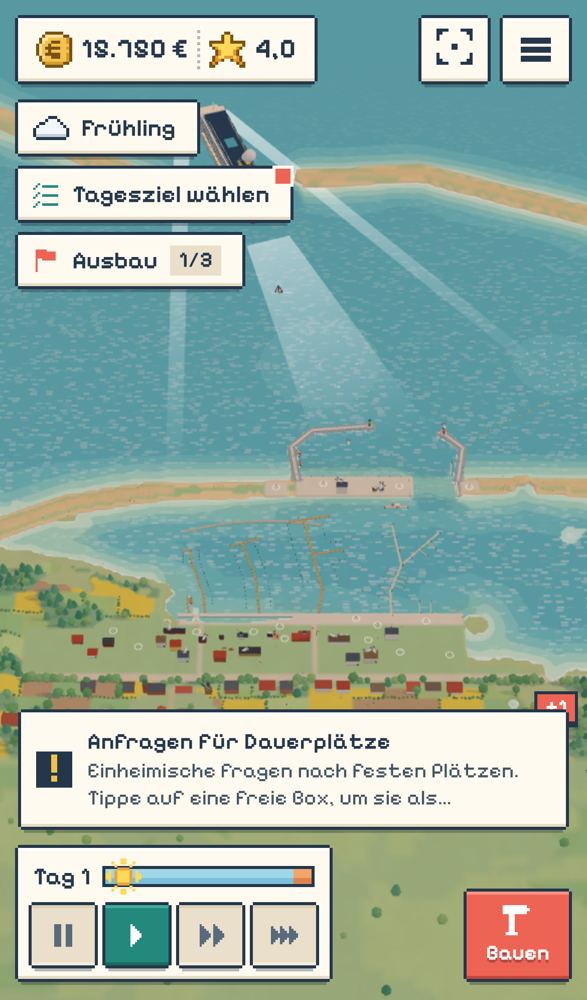 18.780 €
4,0
Frühling
Tagesziel wählen
Ausbau 1/3
+1
Anfragen für Dauerplätze
Einheimische fragen nach festen Plätzen.
Tippe auf eine freie Box, um sie als...
Tag 1
Bauen